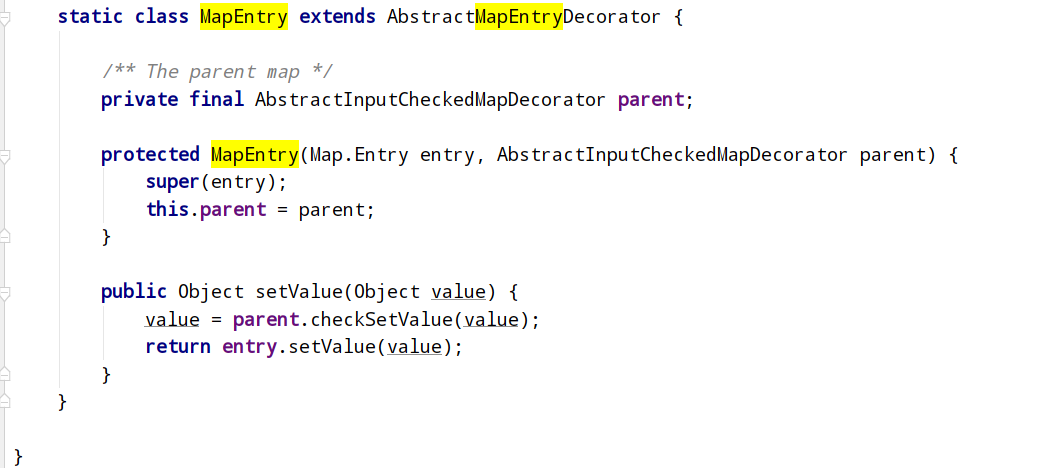 static class MapEntry extends AbstractMapEntryDecorator {
/** The parent map */
private final AbstractInputCheckedMapDecorator parent;
protected MapEntry(Map.Entry entry, AbstractInputCheckedMapDecorator parent) {
super(entry);
this.parent = parent;
}
public Object setValue(Object value) {
value = parent.checkSetValue(value);
return entry.setValue(value);
}
}
}